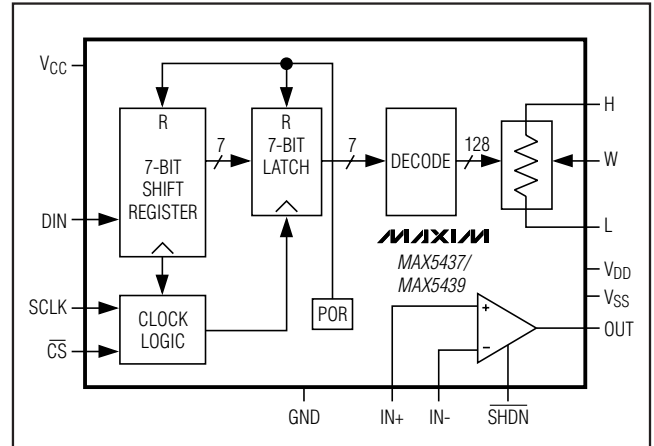 VCC
R
7-BIT
SHIFT
REGISTER
7
R
7-BIT
LATCH
7
DECODE
128
H
W
L
DIN
MAXIM
MAX5437/
MAX5439
VDD
VSS
SCLK
CS
CLOCK
LOGIC
POR
+
−
OUT
GND
IN+
IN-
SHDN